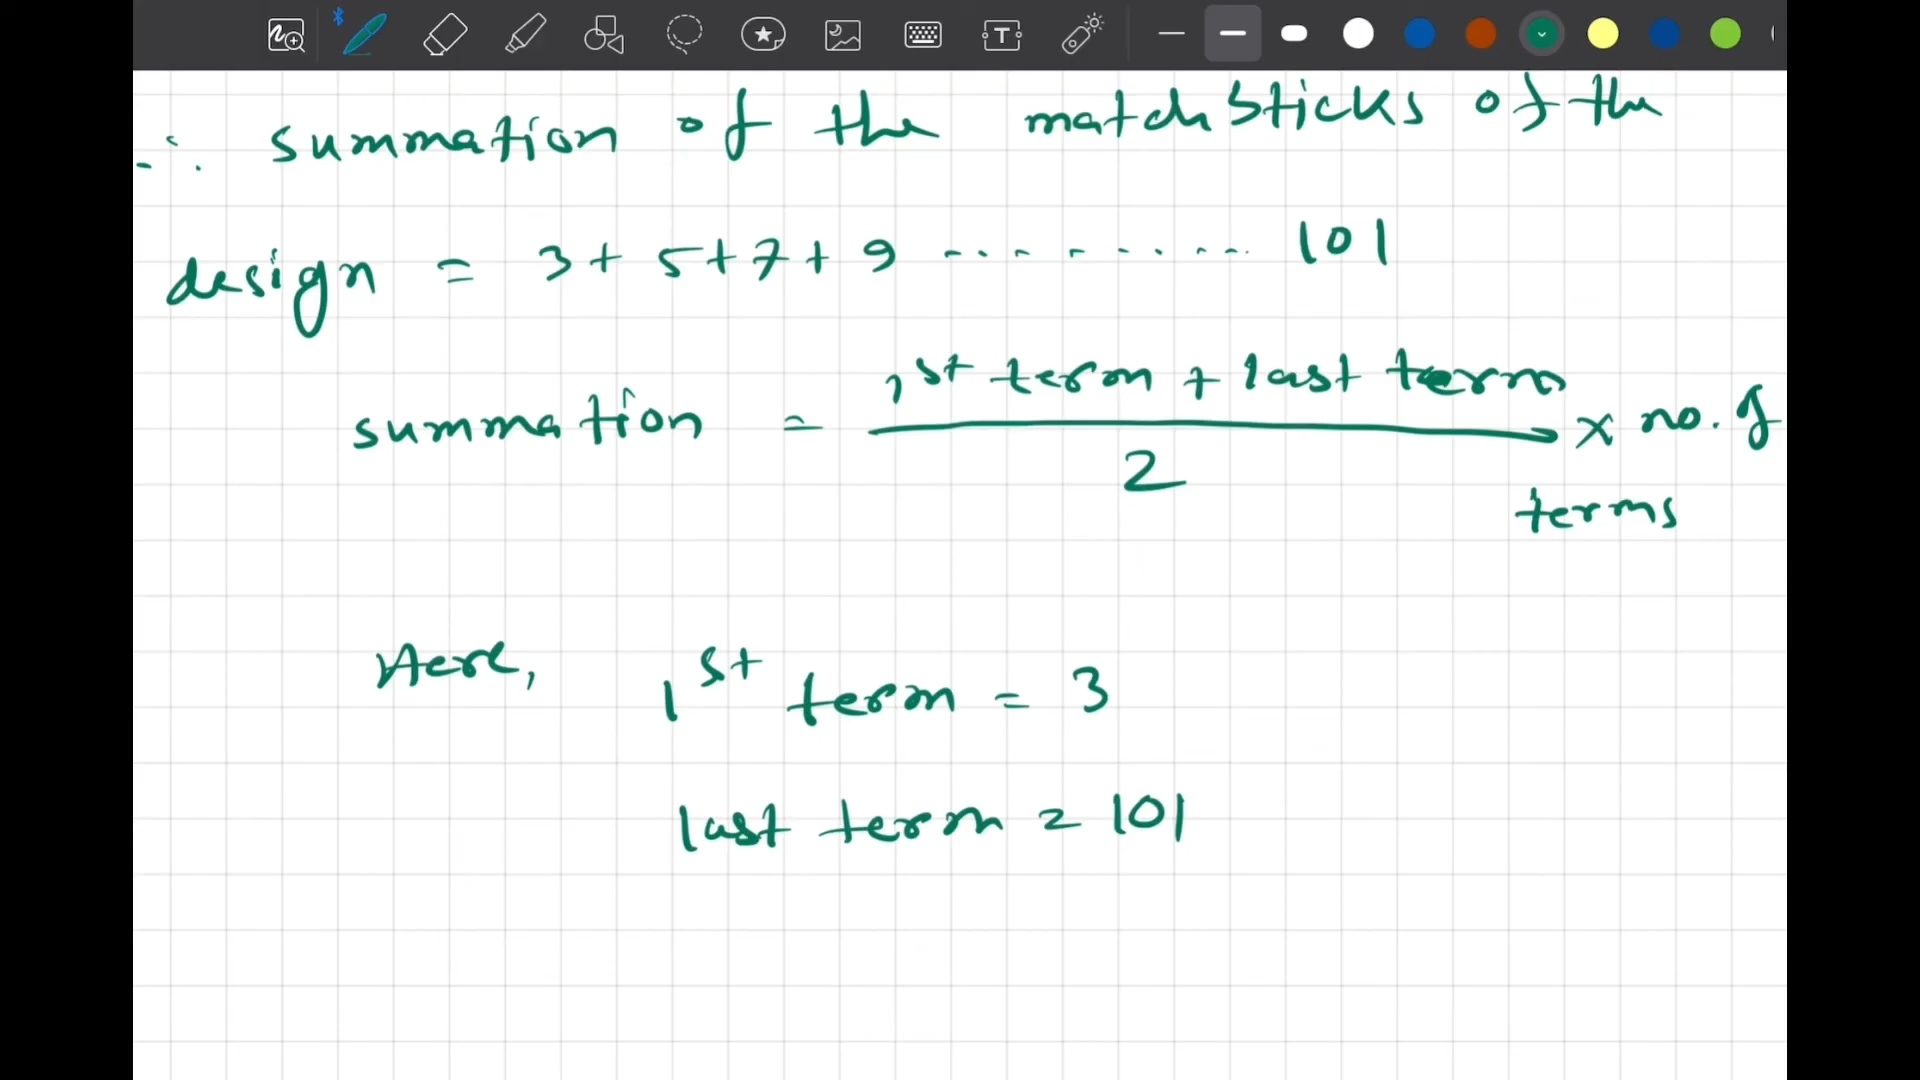 ∴ summation of the matchsticks of the
design = 3 + 5 + 7 + 9 ......... 101
summation = 1st term + last term / 2 × no. of
terms
Here, 1st term = 3
last term = 101